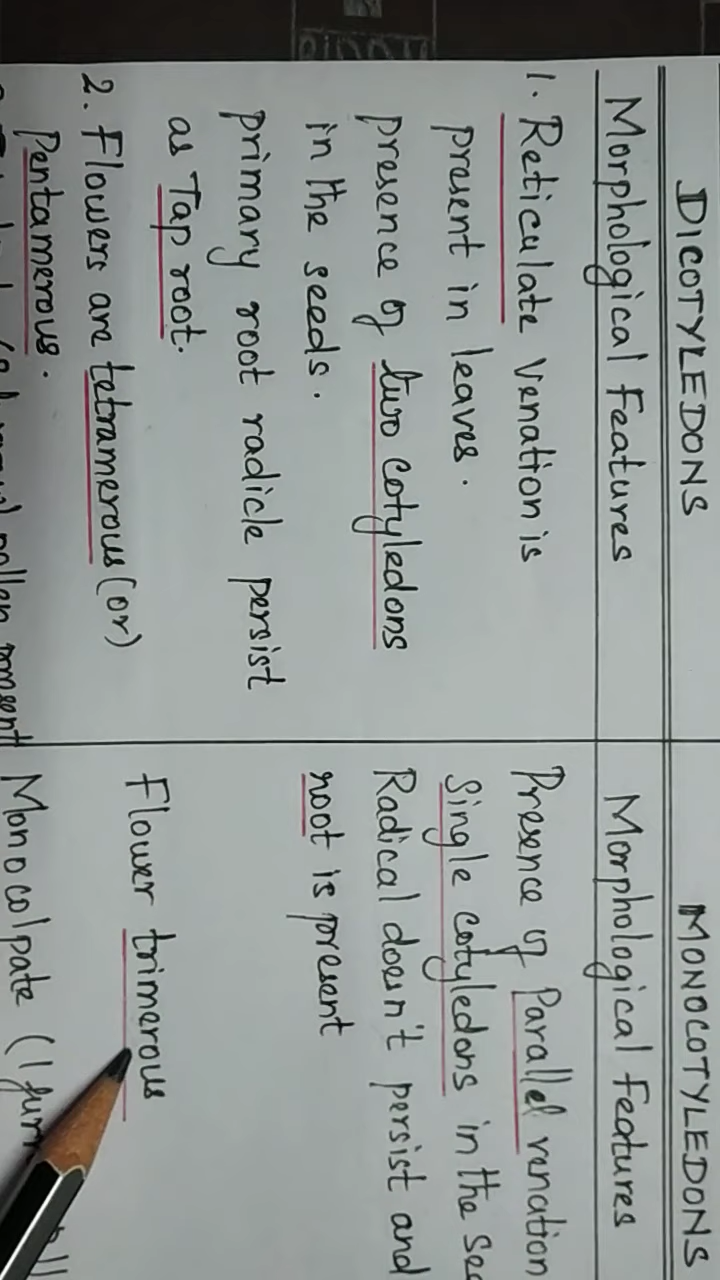 DICOTYLEDONS
Morphological Features
1. Reticulate venation is
present in leaves.
presence of two cotyledons
in the seeds.
primary root radicle persist
as Tap root.
2. Flowers are tetramerous (or)
Pentamerous.
pollen present
MONOCOTYLEDONS
Morphological Features
Presence of Parallel venation
Single cotyledons in the
Radical doesn't persist and
root is present
Flower trimerous
Monocolpate (1